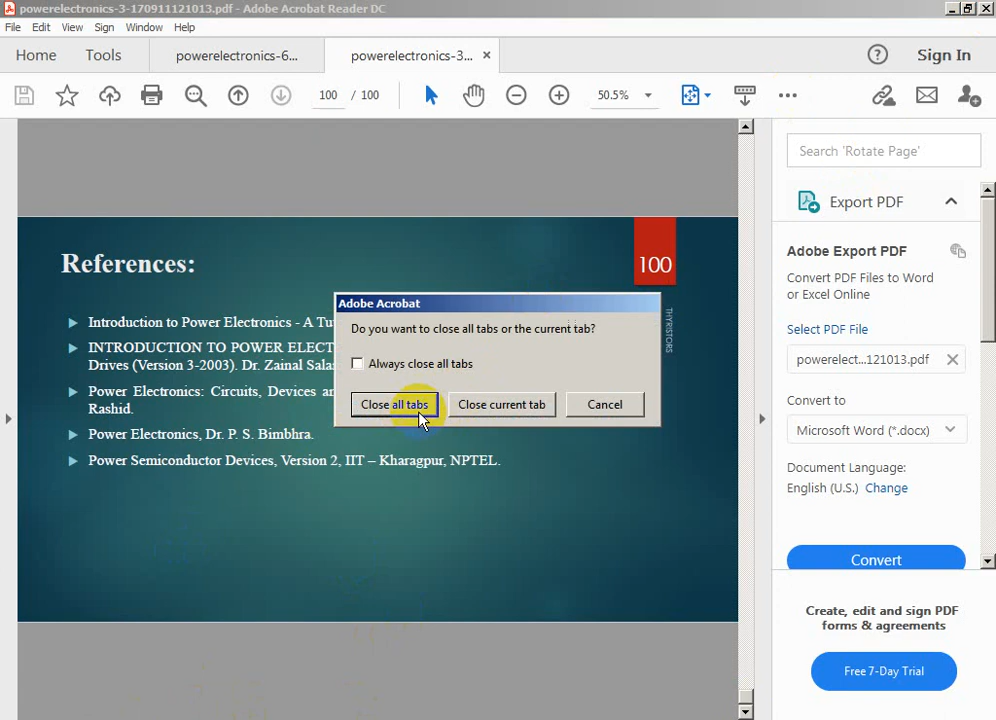 powerelectronics-3-170911121013.pdf - Adobe Acrobat Reader DC
File Edit View Sign Window Help
Home Tools powerelectronics-6... powerelectronics-3... × ? Sign In
100 / 100 50.5%
Search 'Rotate Page'
Export PDF
Adobe Export PDF
Convert PDF Files to Word
or Excel Online
Select PDF File
powerelect...121013.pdf
Convert to
Microsoft Word (*.docx)
Document Language:
English (U.S.) Change
Convert
Create, edit and sign PDF
forms & agreements
Free 7-Day Trial
References:
100
THYRISTORS
Introduction to Power Electronics - A Tu
INTRODUCTION TO POWER ELECT
Drives (Version 3-2003). Dr. Zainal Sala
Power Electronics: Circuits, Devices an
Rashid.
Power Electronics, Dr. P. S. Bimbhra.
Power Semiconductor Devices, Version 2, IIT – Kharagpur, NPTEL.
Adobe Acrobat
Do you want to close all tabs or the current tab?
Always close all tabs
Close all tabs Close current tab Cancel